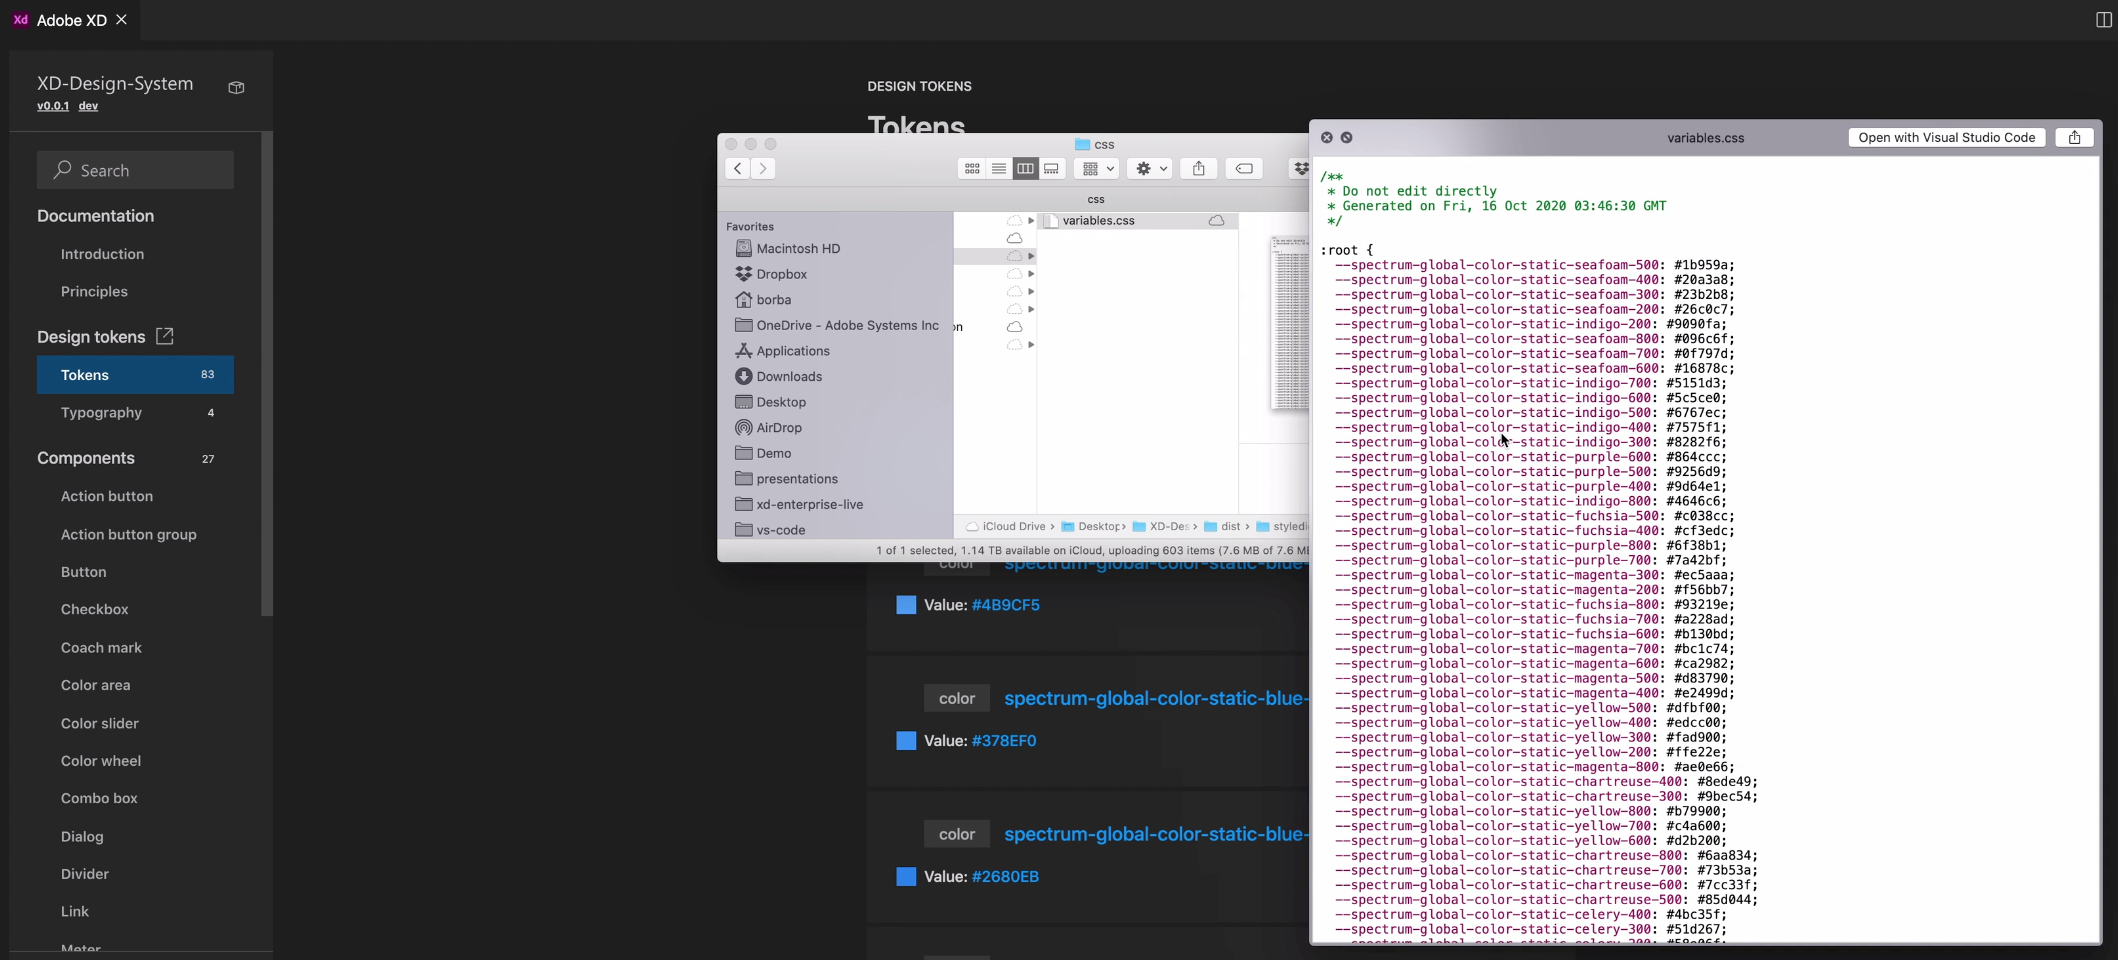 Xd Adobe XD
XD-Design-System
v0.0.1 dev
Search
Documentation
Introduction
Principles
Design tokens
Tokens 83
Typography 4
Components 27
Action button
Action button group
Button
Checkbox
Coach mark
Color area
Color slider
Color wheel
Combo box
Dialog
Divider
Link
Meter
DESIGN TOKENS
Tokens
css
css
Favorites
Macintosh HD
Dropbox
borba
OneDrive - Adobe Systems Inc
Applications
Downloads
Desktop
AirDrop
Demo
presentations
xd-enterprise-live
vs-code
on
variables.css
iCloud Drive › Desktop› XD-Des › dist › styledi
1 of 1 selected, 1.14 TB available on iCloud, uploading 603 items (7.6 MB of 7.6 M
color spectrum-global-color-static-blue-
Value: #4B9CF5
color spectrum-global-color-static-blue-
Value: #378EF0
color spectrum-global-color-static-blue-
Value: #2680EB
variables.css
Open with Visual Studio Code
/**
* Do not edit directly
* Generated on Fri, 16 Oct 2020 03:46:30 GMT
*/
:root {
--spectrum-global-color-static-seafoam-500: #1b959a;
--spectrum-global-color-static-seafoam-400: #20a3a8;
--spectrum-global-color-static-seafoam-300: #23b2b8;
--spectrum-global-color-static-seafoam-200: #26c0c7;
--spectrum-global-color-static-indigo-200: #9090fa;
--spectrum-global-color-static-seafoam-800: #096c6f;
--spectrum-global-color-static-seafoam-700: #0f797d;
--spectrum-global-color-static-seafoam-600: #16878c;
--spectrum-global-color-static-indigo-700: #5151d3;
--spectrum-global-color-static-indigo-600: #5c5ce0;
--spectrum-global-color-static-indigo-500: #6767ec;
--spectrum-global-color-static-indigo-400: #7575f1;
--spectrum-global-color-static-indigo-300: #8282f6;
--spectrum-global-color-static-purple-600: #864ccc;
--spectrum-global-color-static-purple-500: #9256d9;
--spectrum-global-color-static-purple-400: #9d64e1;
--spectrum-global-color-static-indigo-800: #4646c6;
--spectrum-global-color-static-fuchsia-500: #c038cc;
--spectrum-global-color-static-fuchsia-400: #cf3edc;
--spectrum-global-color-static-purple-800: #6f38b1;
--spectrum-global-color-static-purple-700: #7a42bf;
--spectrum-global-color-static-magenta-300: #ec5aaa;
--spectrum-global-color-static-magenta-200: #f56bb7;
--spectrum-global-color-static-fuchsia-800: #93219e;
--spectrum-global-color-static-fuchsia-700: #a228ad;
--spectrum-global-color-static-fuchsia-600: #b130bd;
--spectrum-global-color-static-magenta-700: #bc1c74;
--spectrum-global-color-static-magenta-600: #ca2982;
--spectrum-global-color-static-magenta-500: #d83790;
--spectrum-global-color-static-magenta-400: #e2499d;
--spectrum-global-color-static-yellow-500: #dfbf00;
--spectrum-global-color-static-yellow-400: #edcc00;
--spectrum-global-color-static-yellow-300: #fad900;
--spectrum-global-color-static-yellow-200: #ffe22e;
--spectrum-global-color-static-magenta-800: #ae0e66;
--spectrum-global-color-static-chartreuse-400: #8ede49;
--spectrum-global-color-static-chartreuse-300: #9bec54;
--spectrum-global-color-static-yellow-800: #b79900;
--spectrum-global-color-static-yellow-700: #c4a600;
--spectrum-global-color-static-yellow-600: #d2b200;
--spectrum-global-color-static-chartreuse-800: #6aa834;
--spectrum-global-color-static-chartreuse-700: #73b53a;
--spectrum-global-color-static-chartreuse-600: #7cc33f;
--spectrum-global-color-static-chartreuse-500: #85d044;
--spectrum-global-color-static-celery-400: #4bc35f;
--spectrum-global-color-static-celery-300: #51d267;